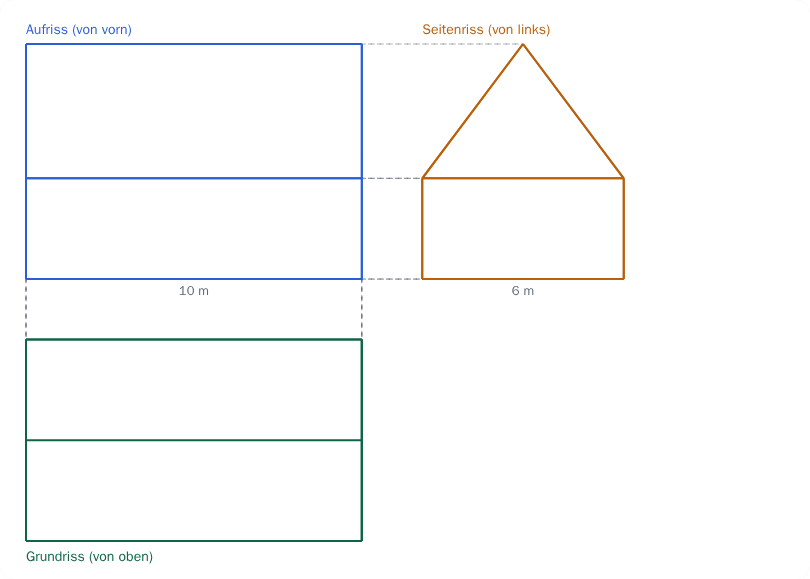 Aufriss (von vorn)
Seitenriss (von links)
10 m
6 m
Grundriss (von oben)